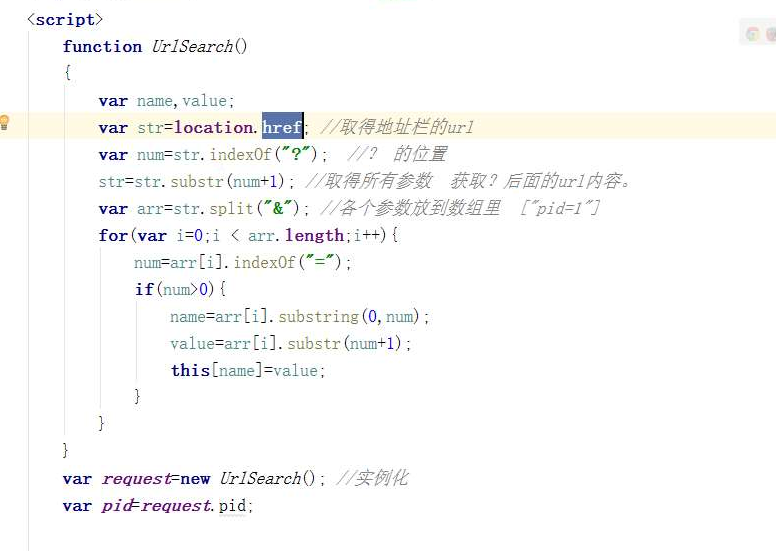 <script>
function UrlSearch()
{
var name,value;
var str=location.href; //取得地址栏的url
var num=str.indexOf("?"); //? 的位置
str=str.substr(num+1); //取得所有参数 获取?后面的url内容。
var arr=str.split("&"); //各个参数放到数组里 ["pid=1"]
for(var i=0;i < arr.length;i++){
num=arr[i].indexOf("=");
if(num>0){
name=arr[i].substring(0,num);
value=arr[i].substr(num+1);
this[name]=value;
}
}
}
var request=new UrlSearch(); //实例化
var pid=request.pid;